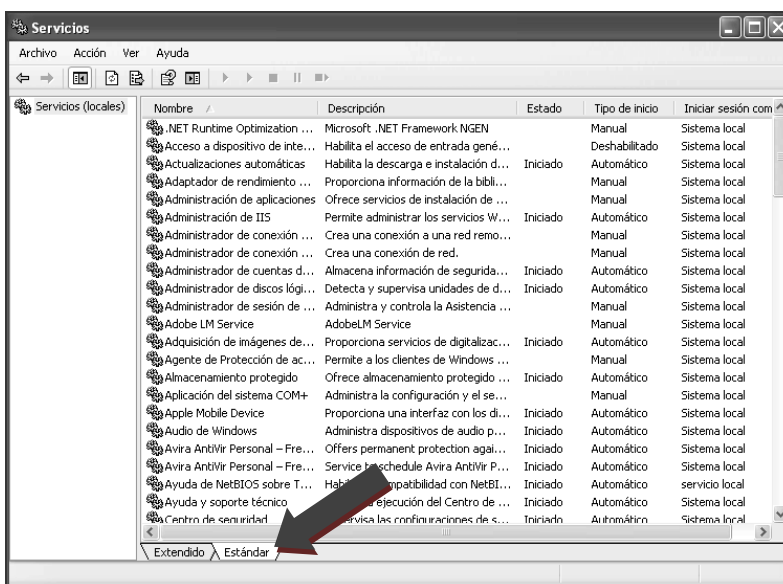 Servicios
Archivo Acción Ver Ayuda
Servicios (locales)
Nombre Descripción Estado Tipo de inicio Iniciar sesión com
.NET Runtime Optimization ... Microsoft .NET Framework NGEN Manual Sistema local
Acceso a dispositivo de inte... Habilita el acceso de entrada gené... Deshabilitado Sistema local
Actualizaciones automáticas Habilita la descarga e instalación d... Iniciado Automático Sistema local
Adaptador de rendimiento ... Proporciona información de la bibli... Manual Sistema local
Administración de aplicaciones Ofrece servicios de instalación de ... Manual Sistema local
Administración de IIS Permite administrar los servicios W... Iniciado Automático Sistema local
Administrador de conexión ... Crea una conexión a una red remo... Manual Sistema local
Administrador de conexión ... Crea una conexión de red. Manual Sistema local
Administrador de cuentas d... Almacena información de segurida... Iniciado Automático Sistema local
Administrador de discos lógi... Detecta y supervisa unidades de d... Iniciado Automático Sistema local
Administrador de sesión de ... Administra y controla la Asistencia ... Manual Sistema local
Adobe LM Service AdobeLM Service Manual Sistema local
Adquisición de imágenes de... Proporciona servicios de digitalizac... Iniciado Automático Sistema local
Agente de Protección de ac... Permite a los clientes de Windows ... Manual Sistema local
Almacenamiento protegido Ofrece almacenamiento protegido ... Iniciado Automático Sistema local
Aplicación del sistema COM+ Administra la configuración y el se... Manual Sistema local
Apple Mobile Device Proporciona una interfaz con los di... Iniciado Automático Sistema local
Audio de Windows Administra dispositivos de audio p... Iniciado Automático Sistema local
Avira AntiVir Personal – Fre... Offers permanent protection agai... Iniciado Automático Sistema local
Avira AntiVir Personal – Fre... Service to schedule Avira AntiVir P... Iniciado Automático Sistema local
Ayuda de NetBIOS sobre T... con NetBI... Iniciado Automático servicio local
Ayuda y soporte técnico ejecución del Centro de ... Iniciado Automático Sistema local
Centro de seguridad las configuraciones de s... Iniciado Automático Sistema local
Extendido Estándar